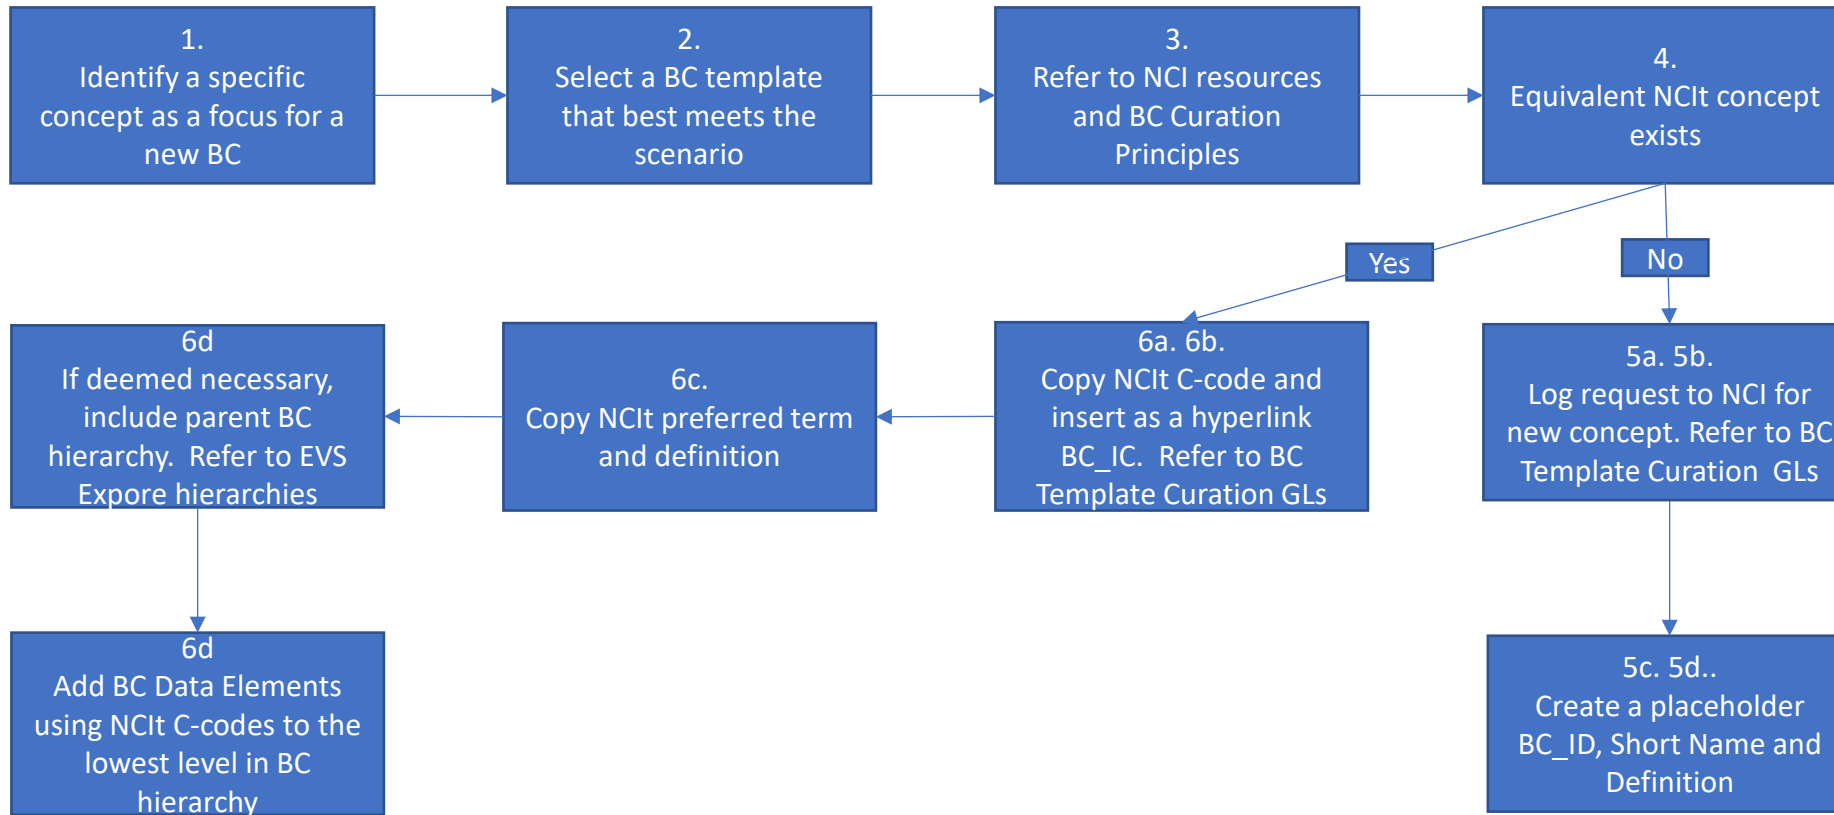 1.
Identify a specific
concept as a focus for a
new BC
2.
Select a BC template
that best meets the
scenario
3.
Refer to NCI resources
and BC Curation
Principles
4.
Equivalent NCIt concept
exists
Yes
No
6d
If deemed necessary,
include parent BC
hierarchy.  Refer to EVS
Expore hierarchies
6c.
Copy NCIt preferred term
and definition
6a. 6b.
Copy NCIt C-code and
insert as a hyperlink
BC_IC.  Refer to BC
Template Curation GLs
5a. 5b.
Log request to NCI for
new concept. Refer to BC
Template Curation  GLs
6d
Add BC Data Elements
using NCIt C-codes to the
lowest level in BC
hierarchy
5c. 5d..
Create a placeholder
BC_ID, Short Name and
Definition